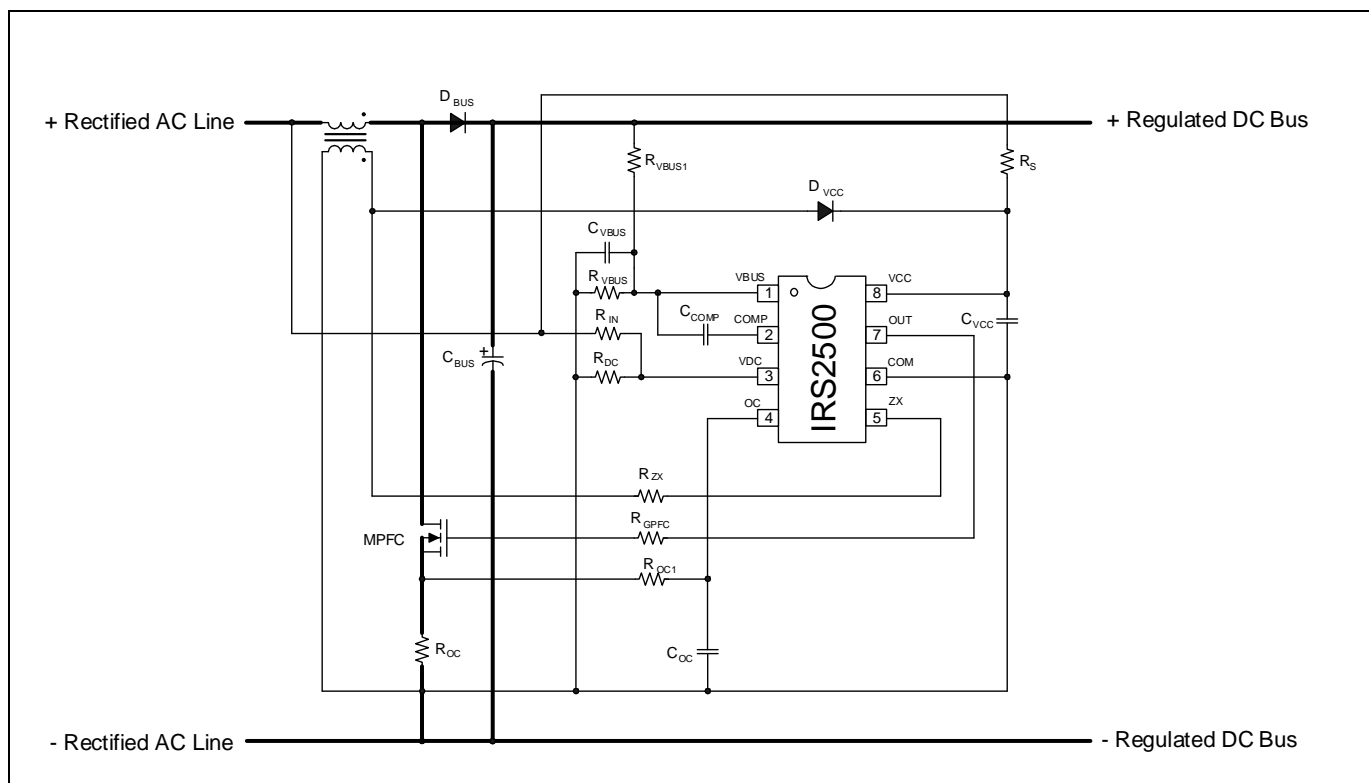 D BUS
+ Rectified AC Line
+ Regulated DC Bus
R VBUS1
R S
D VCC
C VBUS
R VBUS
VBUS
VCC
1
8
C COMP
COMP
OUT
C VCC
R IN
2
7
C BUS
+
R DC
VDC
COM
3
6
OC
ZX
4
5
IRS2500
R ZX
R GPFC
MPFC
R OC1
R OC
C OC
- Rectified AC Line
- Regulated DC Bus